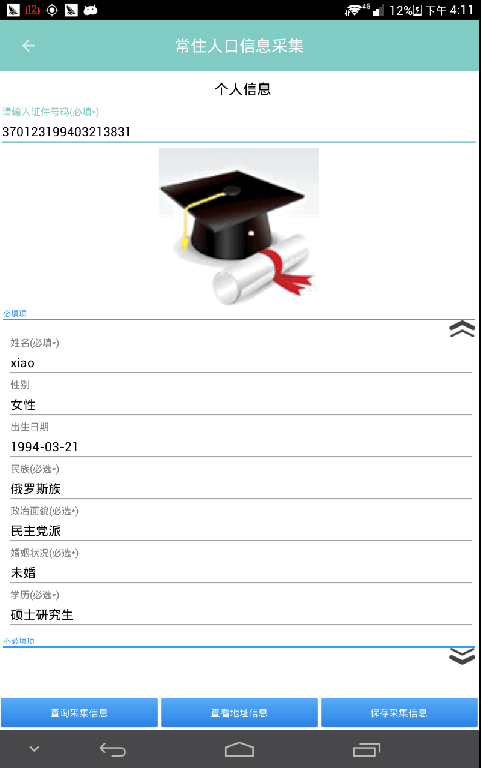 (12) 4G 12% 下午 4:11
常住人口信息采集
个人信息
请输入证件号码(必填*)
370123199403213831
必填项
姓名(必填*)
xiao
性别
女性
出生日期
1994-03-21
民族(必选*)
俄罗斯族
政治面貌(必选*)
民主党派
婚姻状况(必选*)
未婚
学历(必选*)
硕士研究生
不必填项
查询采集信息
查看地址信息
保存采集信息